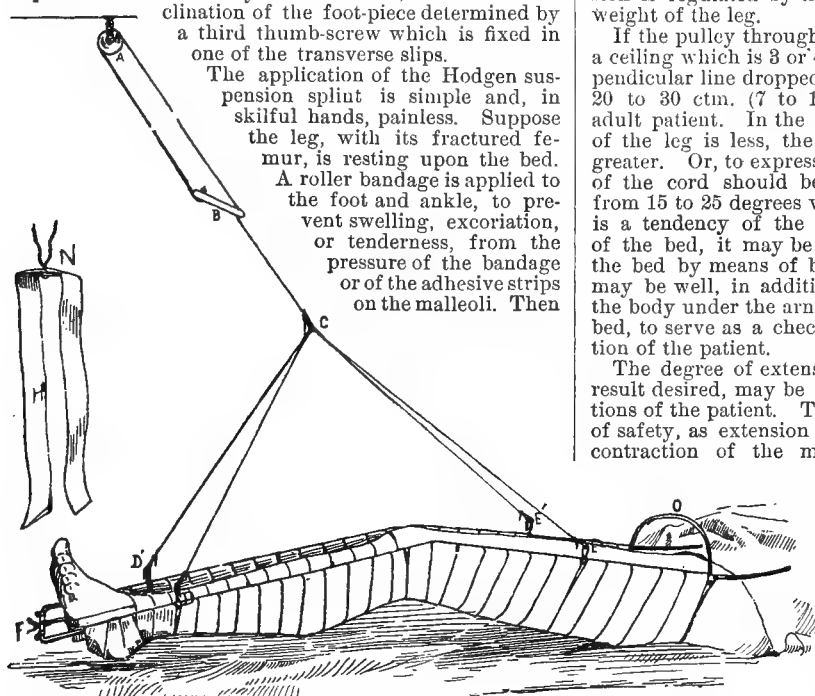 clination of the foot-piece determined by
a third thumb-screw which is fixed in
one of the transverse slips.
The application of the Hodgen sus-
pension splint is simple and, in
skilful hands, painless. Suppose
the leg, with its fractured fe-
mur, is resting upon the bed.
A roller bandage is applied to
the foot and ankle, to pre-
vent swelling, excoriation,
or tenderness, from the
pressure of the bandage
or of the adhesive strips
on the malleoli. Then
A
B
N
C
H
D'
E'
E
O
F
weight of the leg.
If the pulley through
a ceiling which is 3 or 4
pendicular line dropped
20 to 30 ctm. (7 to 1
adult patient. In the
of the leg is less, the
greater. Or, to express
of the cord should be
from 15 to 25 degrees
is a tendency of the
of the bed, it may be
the bed by means of b
may be well, in additi
the body under the arm
bed, to serve as a chec
tion of the patient.
The degree of extens
result desired, may be
tions of the patient. T
of safety, as extension
contraction of the m